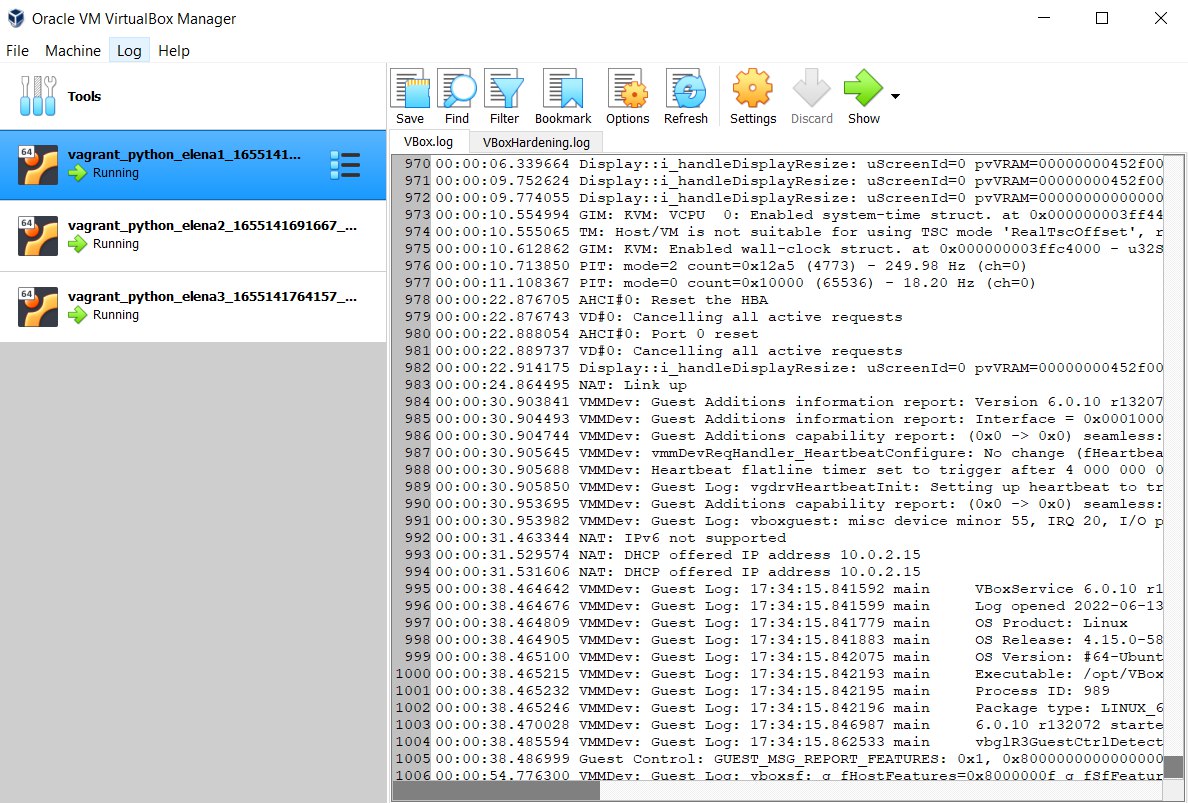 Oracle VM VirtualBox Manager
File Machine Log Help
Tools
64
vagrant_python_elena1_1655141...
Running
64
vagrant_python_elena2_1655141691667_...
Running
64
vagrant_python_elena3_1655141764157_...
Running
Save Find Filter Bookmark Options Refresh Settings Discard Show
VBox.log VBoxHardening.log
970 00:00:06.339664 Display::i_handleDisplayResize: uScreenId=0 pvVRAM=00000000452f00
971 00:00:09.752624 Display::i_handleDisplayResize: uScreenId=0 pvVRAM=00000000452f00
972 00:00:09.774055 Display::i_handleDisplayResize: uScreenId=0 pvVRAM=00000000000000
973 00:00:10.554994 GIM: KVM: VCPU  0: Enabled system-time struct. at 0x000000003ff44
974 00:00:10.555065 TM: Host/VM is not suitable for using TSC mode 'RealTscOffset', r
975 00:00:10.612862 GIM: KVM: Enabled wall-clock struct. at 0x000000003ffc4000 - u32S
976 00:00:10.713850 PIT: mode=2 count=0x12a5 (4773) - 249.98 Hz (ch=0)
977 00:00:11.108367 PIT: mode=0 count=0x10000 (65536) - 18.20 Hz (ch=0)
978 00:00:22.876705 AHCI#0: Reset the HBA
979 00:00:22.876743 VD#0: Cancelling all active requests
980 00:00:22.888054 AHCI#0: Port 0 reset
981 00:00:22.889737 VD#0: Cancelling all active requests
982 00:00:22.914175 Display::i_handleDisplayResize: uScreenId=0 pvVRAM=00000000452f00
983 00:00:24.864495 NAT: Link up
984 00:00:30.903841 VMMDev: Guest Additions information report: Version 6.0.10 r13207
985 00:00:30.904493 VMMDev: Guest Additions information report: Interface = 0x0001000
986 00:00:30.904744 VMMDev: Guest Additions capability report: (0x0 -> 0x0) seamless:
987 00:00:30.905645 VMMDev: vmmDevReqHandler_HeartbeatConfigure: No change (fHeartbea
988 00:00:30.905688 VMMDev: Heartbeat flatline timer set to trigger after 4 000 000 0
989 00:00:30.905850 VMMDev: Guest Log: vgdrvHeartbeatInit: Setting up heartbeat to tr
990 00:00:30.953695 VMMDev: Guest Additions capability report: (0x0 -> 0x0) seamless:
991 00:00:30.953982 VMMDev: Guest Log: vboxguest: misc device minor 55, IRQ 20, I/O p
992 00:00:31.463344 NAT: IPv6 not supported
993 00:00:31.529574 NAT: DHCP offered IP address 10.0.2.15
994 00:00:31.531606 NAT: DHCP offered IP address 10.0.2.15
995 00:00:38.464642 VMMDev: Guest Log: 17:34:15.841592 main     VBoxService 6.0.10 r1
996 00:00:38.464676 VMMDev: Guest Log: 17:34:15.841599 main     Log opened 2022-06-13
997 00:00:38.464809 VMMDev: Guest Log: 17:34:15.841779 main     OS Product: Linux
998 00:00:38.464905 VMMDev: Guest Log: 17:34:15.841883 main     OS Release: 4.15.0-58
999 00:00:38.465100 VMMDev: Guest Log: 17:34:15.842075 main     OS Version: #64-Ubunt
1000 00:00:38.465215 VMMDev: Guest Log: 17:34:15.842193 main     Executable: /opt/VBox
1001 00:00:38.465232 VMMDev: Guest Log: 17:34:15.842195 main     Process ID: 989
1002 00:00:38.465246 VMMDev: Guest Log: 17:34:15.842196 main     Package type: LINUX_6
1003 00:00:38.470028 VMMDev: Guest Log: 17:34:15.846987 main     6.0.10 r132072 starte
1004 00:00:38.485594 VMMDev: Guest Log: 17:34:15.862533 main     vbglR3GuestCtrlDetect
1005 00:00:38.486999 Guest Control: GUEST_MSG_REPORT_FEATURES: 0x1, 0x8000000000000000
1006 00:00:54.776300 VMMDev: Guest Log: vboxsf: g_fHostFeatures=0x8000000f g_fSfFeatur